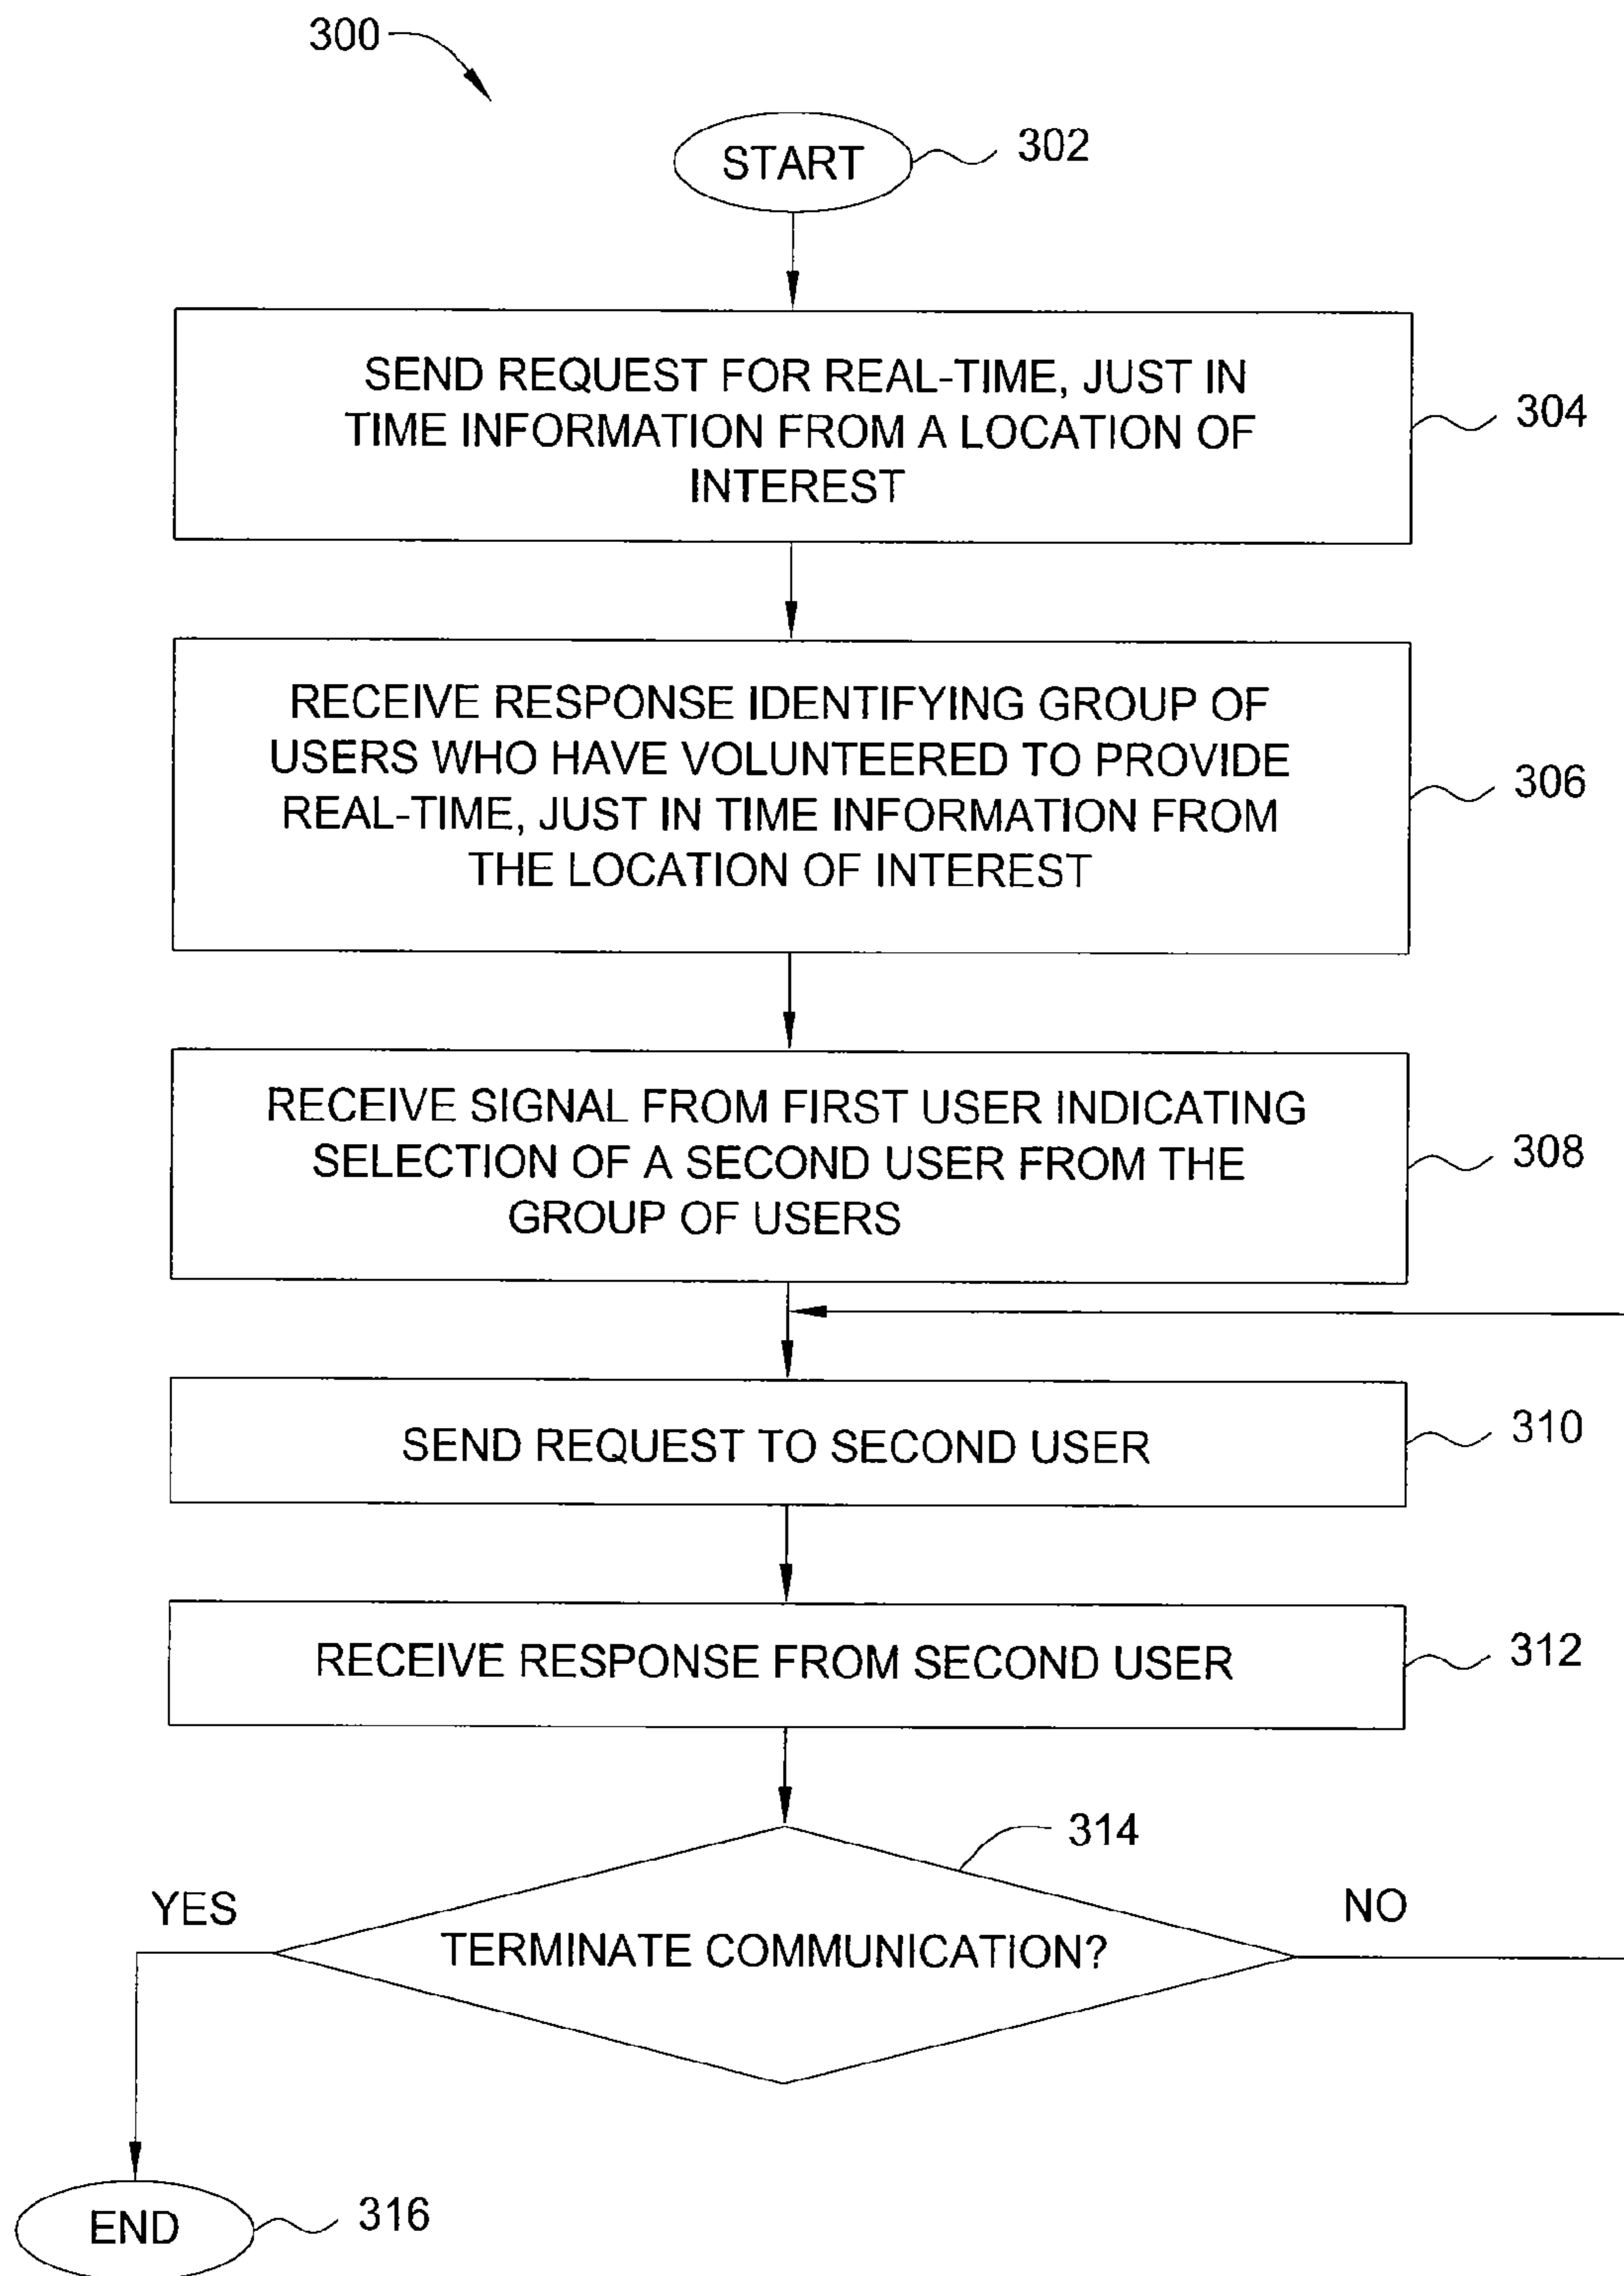 300
START
302
SEND REQUEST FOR REAL-TIME, JUST IN
TIME INFORMATION FROM A LOCATION OF
INTEREST
304
RECEIVE RESPONSE IDENTIFYING GROUP OF
USERS WHO HAVE VOLUNTEERED TO PROVIDE
REAL-TIME, JUST IN TIME INFORMATION FROM
THE LOCATION OF INTEREST
306
RECEIVE SIGNAL FROM FIRST USER INDICATING
SELECTION OF A SECOND USER FROM THE
GROUP OF USERS
308
SEND REQUEST TO SECOND USER
310
RECEIVE RESPONSE FROM SECOND USER
312
314
YES
NO
TERMINATE COMMUNICATION?
END
316